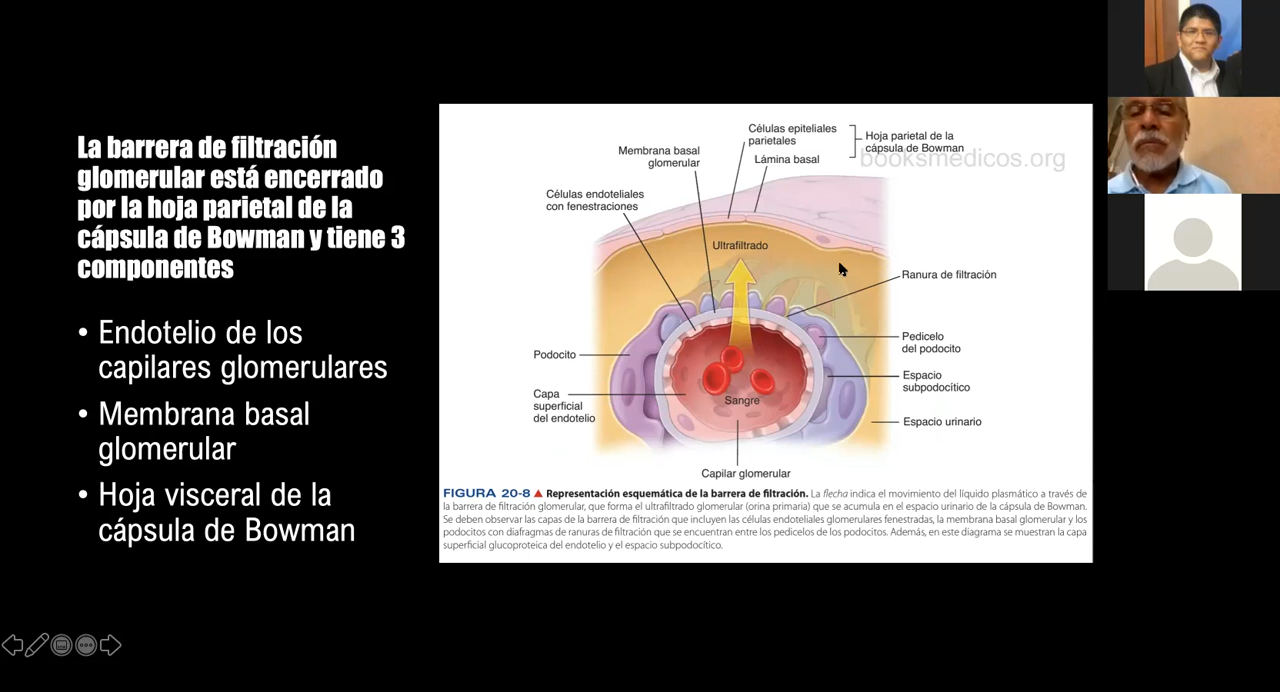 La barrera de filtración
glomerular está encerrado
por la hoja parietal de la
cápsula de Bowman y tiene 3
componentes
• Endotelio de los
capilares glomerulares
• Membrana basal
glomerular
• Hoja visceral de la
cápsula de Bowman
Células epiteliales
parietales
Hoja parietal de la
cápsula de Bowman
booksmedicos.org
Membrana basal
glomerular
Lámina basal
Células endoteliales
con fenestraciones
Ultrafiltrado
Ranura de filtración
Pedicelo
del podocito
Podocito
Espacio
subpodocítico
Capa
superficial
del endotelio
Sangre
Espacio urinario
Capilar glomerular
FIGURA 20-8 ▲ Representación esquemática de la barrera de filtración. La flecha indica el movimiento del líquido plasmático a través de
la barrera de filtración glomerular, que forma el ultrafiltrado glomerular (orina primaria) que se acumula en el espacio urinario de la cápsula de Bowman.
Se deben observar las capas de la barrera de filtración que incluyen las células endoteliales glomerulares fenestradas, la membrana basal glomerular y los
podocitos con diafragmas de ranuras de filtración que se encuentran entre los pedicelos de los podocitos. Además, en este diagrama se muestran la capa
superficial glucoproteica del endotelio y el espacio subpodocítico.